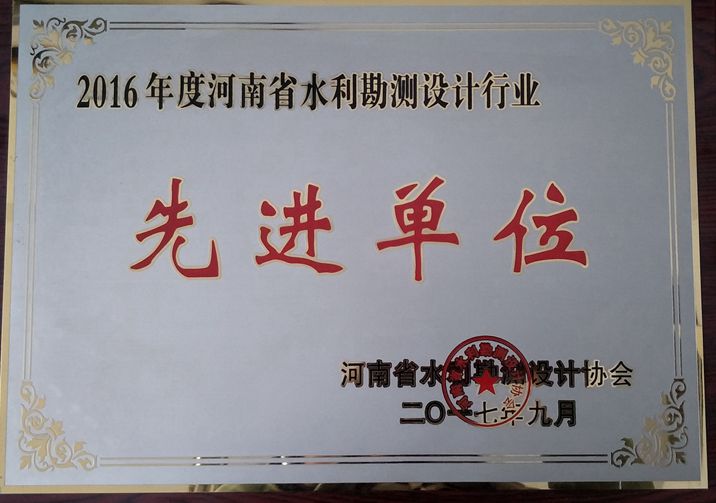 2016年度河南省水利勘测设计行业
先进单位
河南省水利勘测设计协会
二〇一七年九月